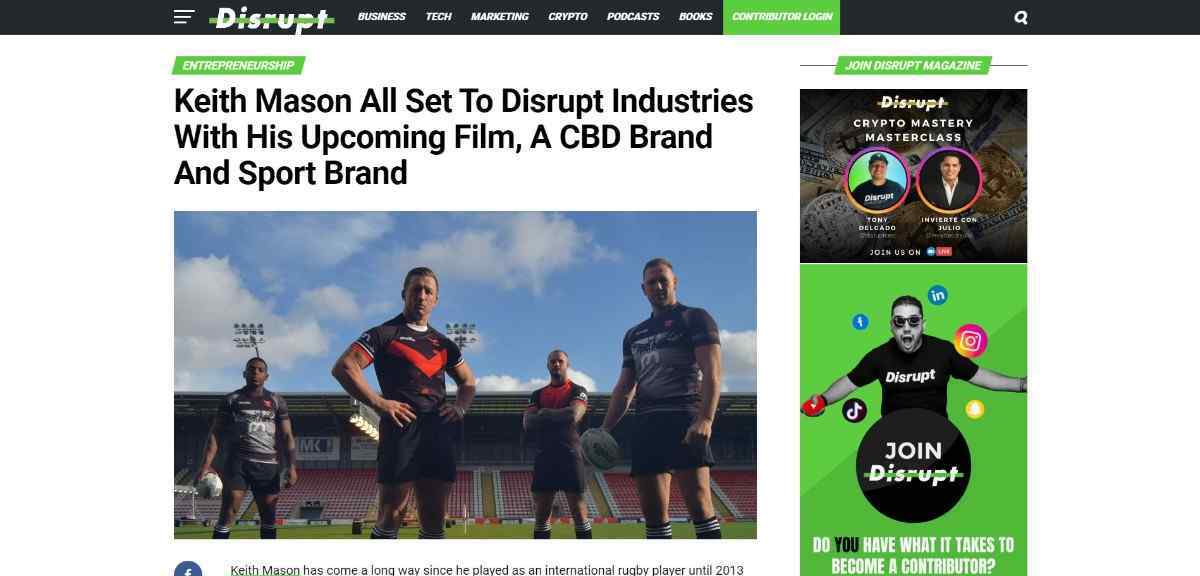 Disrupt
BUSINESS TECH MARKETING CRYPTO PODCASTS BOOKS CONTRIBUTOR LOGIN
ENTREPRENEURSHIP
Keith Mason All Set To Disrupt Industries
With His Upcoming Film, A CBD Brand
And Sport Brand
MK
Keith Mason has come a long way since he played as an international rugby player until 2013
JOIN DISRUPT MAGAZINE
Disrupt
CRYPTO MASTERY
MASTERCLASS
Disrupt
TONY
DELGADO
INVIERTE CON
JULIO
JOIN US ON LIVE
Disrupt
JOIN
Disrupt
DO YOU HAVE WHAT IT TAKES TO
BECOME A CONTRIBUTOR?